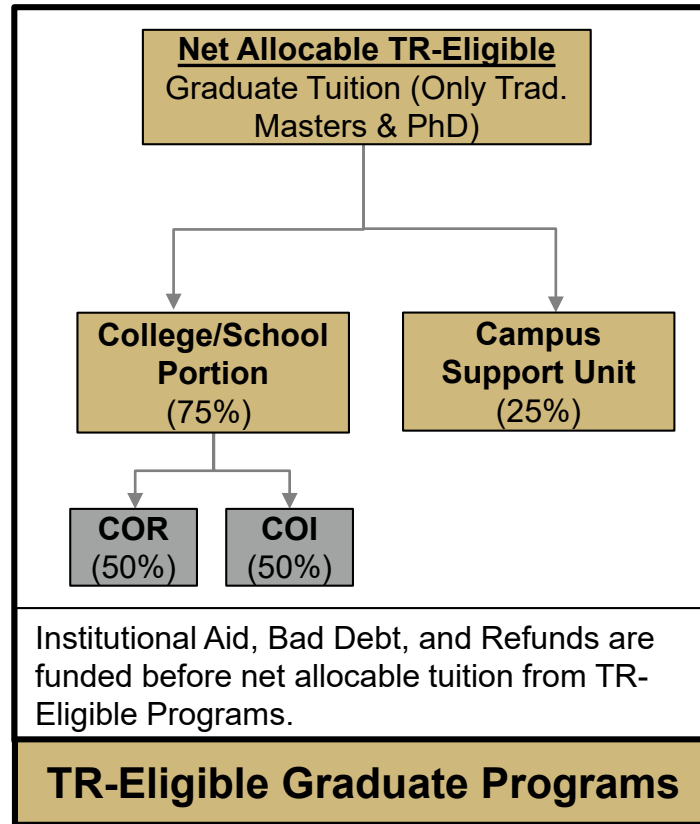 Net Allocable TR-Eligible
Graduate Tuition (Only Trad.
Masters & PhD)
College/School
Portion
(75%)
Campus
Support Unit
(25%)
COR
(50%)
COI
(50%)
Institutional Aid, Bad Debt, and Refunds are
funded before net allocable tuition from TR-
Eligible Programs.
TR-Eligible Graduate Programs